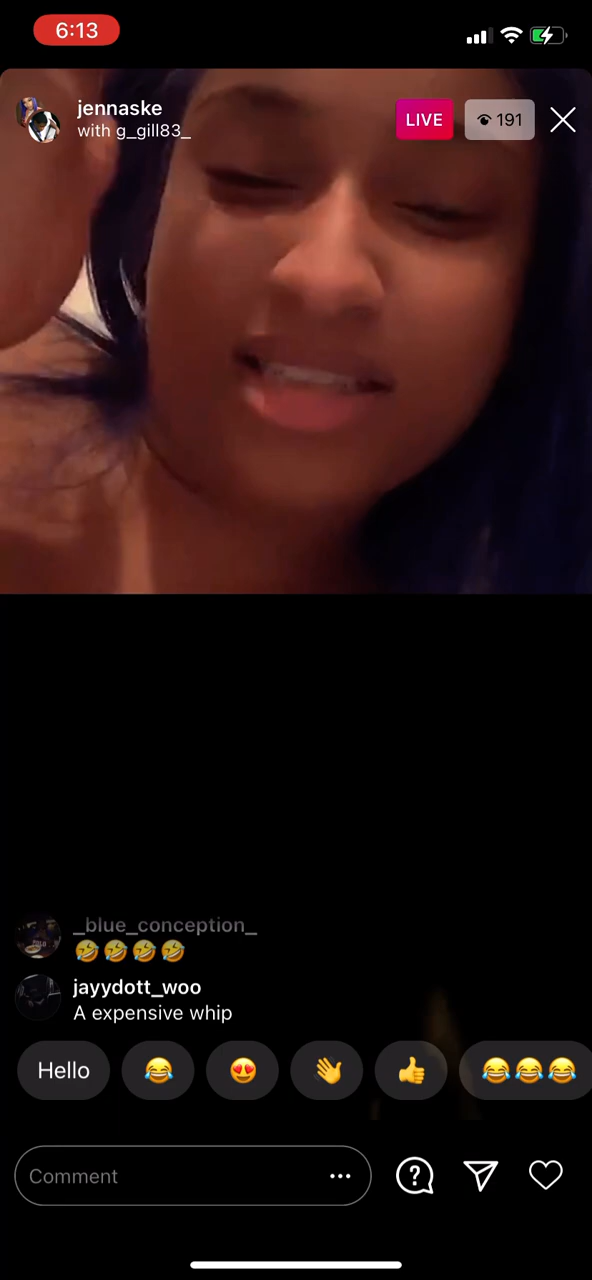 6:13
jennaske
with g_gill83_
LIVE
191
_blue_conception_
🤣🤣🤣🤣
jayydott_woo
A expensive whip
Hello 😂 😍 👋 👍 😂😂😂
Comment